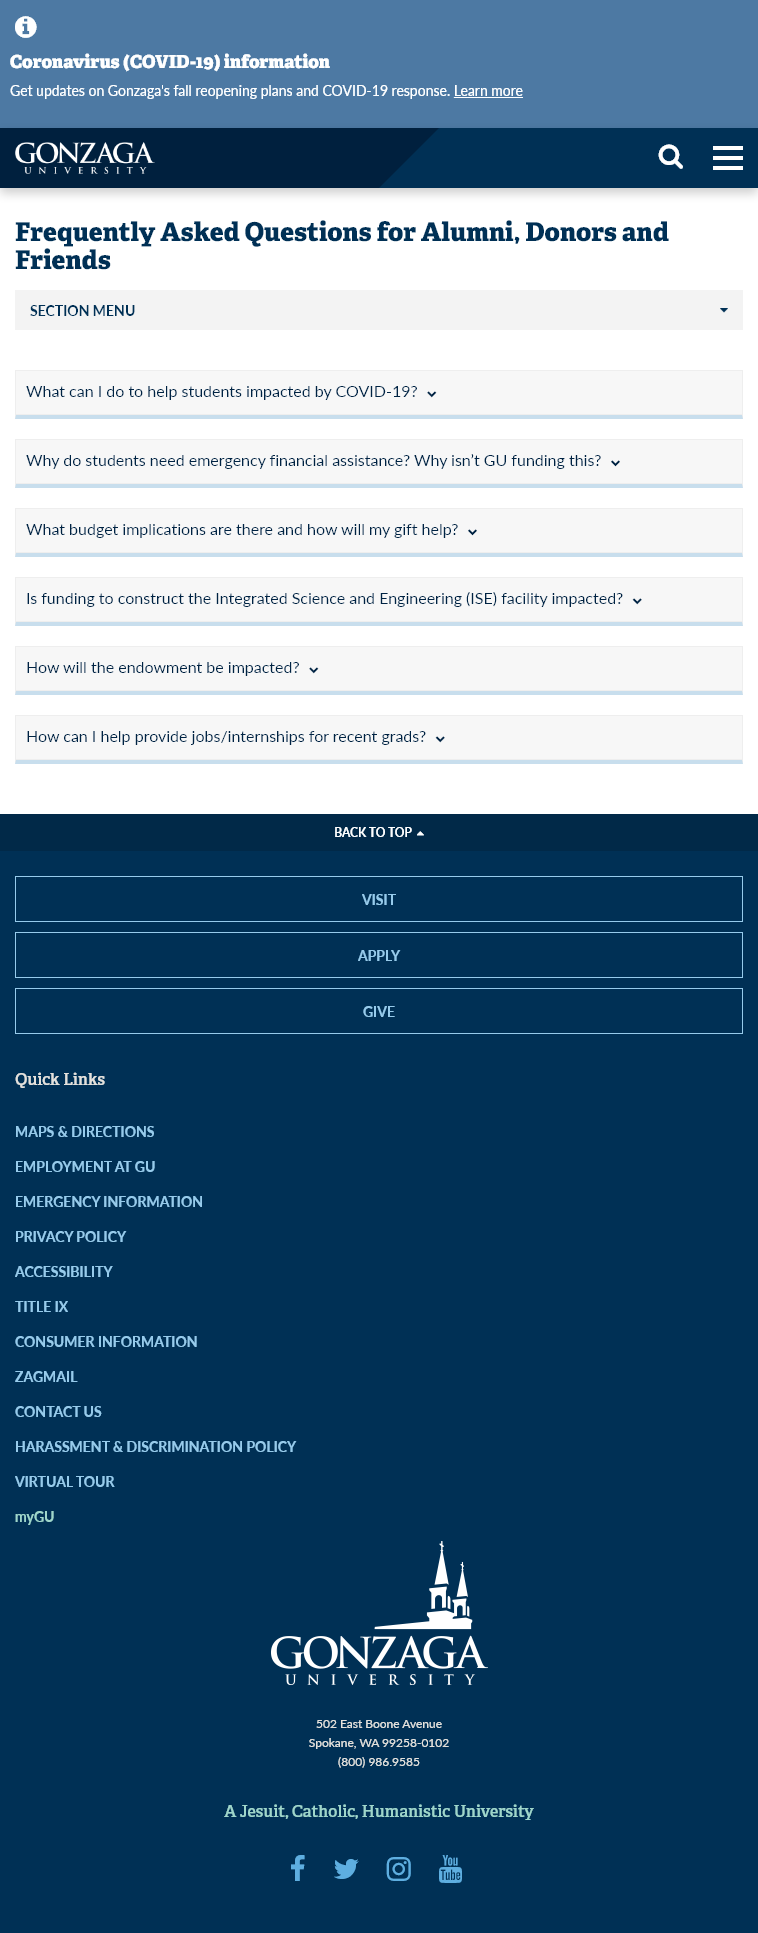 Coronavirus (COVID-19) information
Get updates on Gonzaga's fall reopening plans and COVID-19 response. Learn more
GONZAGA
UNIVERSITY
Frequently Asked Questions for Alumni, Donors and
Friends
SECTION MENU
What can I do to help students impacted by COVID-19?
Why do students need emergency financial assistance? Why isn’t GU funding this?
What budget implications are there and how will my gift help?
Is funding to construct the Integrated Science and Engineering (ISE) facility impacted?
How will the endowment be impacted?
How can I help provide jobs/internships for recent grads?
BACK TO TOP
VISIT
APPLY
GIVE
Quick Links
MAPS & DIRECTIONS
EMPLOYMENT AT GU
EMERGENCY INFORMATION
PRIVACY POLICY
ACCESSIBILITY
TITLE IX
CONSUMER INFORMATION
ZAGMAIL
CONTACT US
HARASSMENT & DISCRIMINATION POLICY
VIRTUAL TOUR
myGU
GONZAGA
UNIVERSITY
502 East Boone Avenue
Spokane, WA 99258-0102
(800) 986.9585
A Jesuit, Catholic, Humanistic University
You
Tube